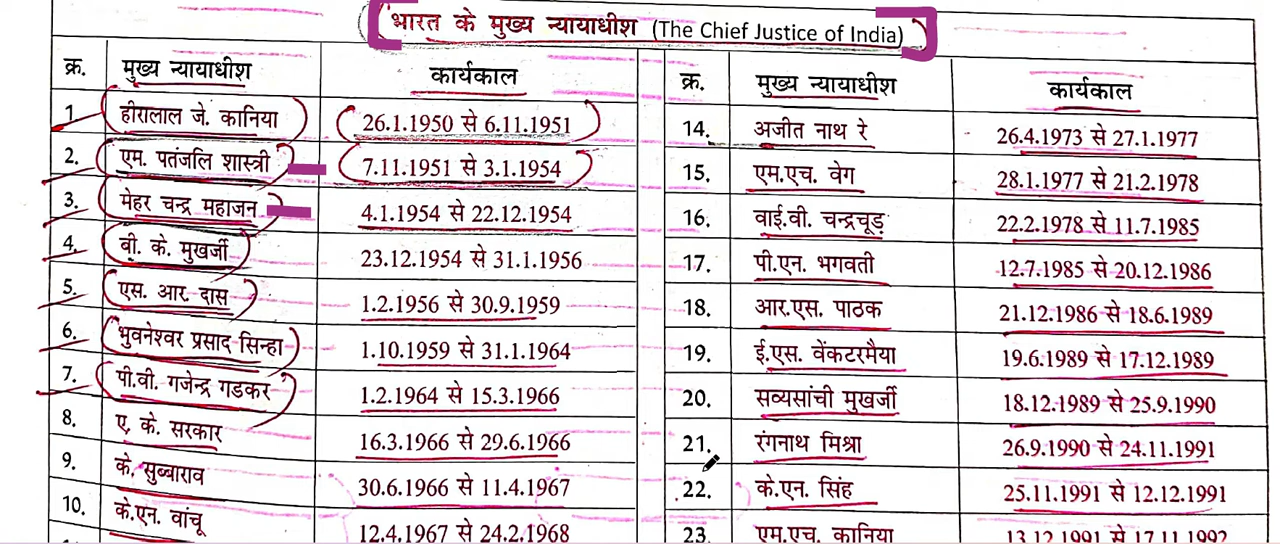 भारत के मुख्य न्यायाधीश (The Chief Justice of India)
क्र. मुख्य न्यायाधीश कार्यकाल
1 हीरालाल जे. कानिया 26.1.1950 से 6.11.1951
2. एम. पतंजलि शास्त्री 7.11.1951 से 3.1.1954
3. मेहर चन्द्र महाजन 4.1.1954 से 22.12.1954
4. बी. के. मुखर्जी 23.12.1954 से 31.1.1956
5. एस. आर. दास 1.2.1956 से 30.9.1959
6. भुवनेश्वर प्रसाद सिन्हा 1.10.1959 से 31.1.1964
7. पी.वी. गजेन्द्र गडकर 1.2.1964 से 15.3.1966
8. ए. के. सरकार 16.3.1966 से 29.6.1966
9. के. सुब्बाराव 30.6.1966 से 11.4.1967
10. के.एन. वांचू 12.4.1967 से 24.2.1968
क्र. मुख्य न्यायाधीश कार्यकाल
14. अजीत नाथ रे 26.4.1973 से 27.1.1977
15. एम.एच. वेग 28.1.1977 से 21.2.1978
16. वाई.वी. चन्द्रचूड़ 22.2.1978 से 11.7.1985
17. पी.एन. भगवती 12.7.1985 से 20.12.1986
18. आर.एस. पाठक 21.12.1986 से 18.6.1989
19. ई.एस. वेंकटरमैया 19.6.1989 से 17.12.1989
20. सव्यसांची मुखर्जी 18.12.1989 से 25.9.1990
21. रंगनाथ मिश्रा 26.9.1990 से 24.11.1991
22. के.एन. सिंह 25.11.1991 से 12.12.1991
23 एम.एच. कानिया 13.12.1991 से 17.11.1992